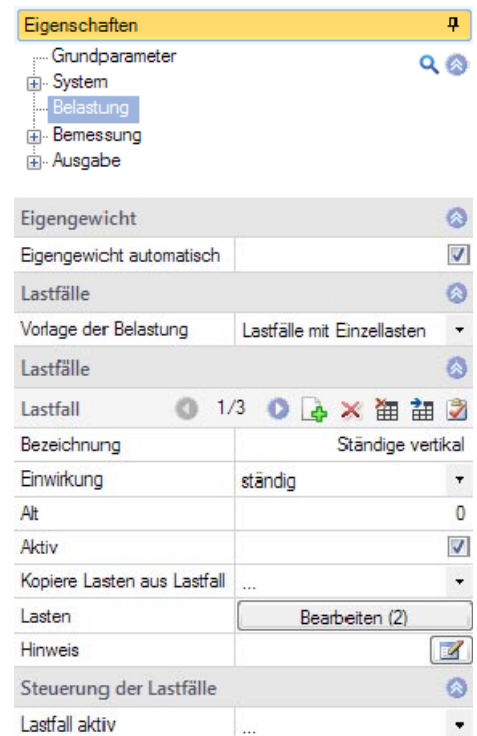 Eigenschaften
Grundparameter
System
Belastung
Bemessung
Ausgabe
Eigengewicht
Eigengewicht automatisch
Lastfälle
Vorlage der Belastung Lastfälle mit Einzellasten
Lastfälle
Lastfall 1/3
Bezeichnung Ständige vertikal
Einwirkung ständig
Alt 0
Aktiv
Kopiere Lasten aus Lastfall ...
Lasten Bearbeiten (2)
Hinweis
Steuerung der Lastfälle
Lastfall aktiv ...